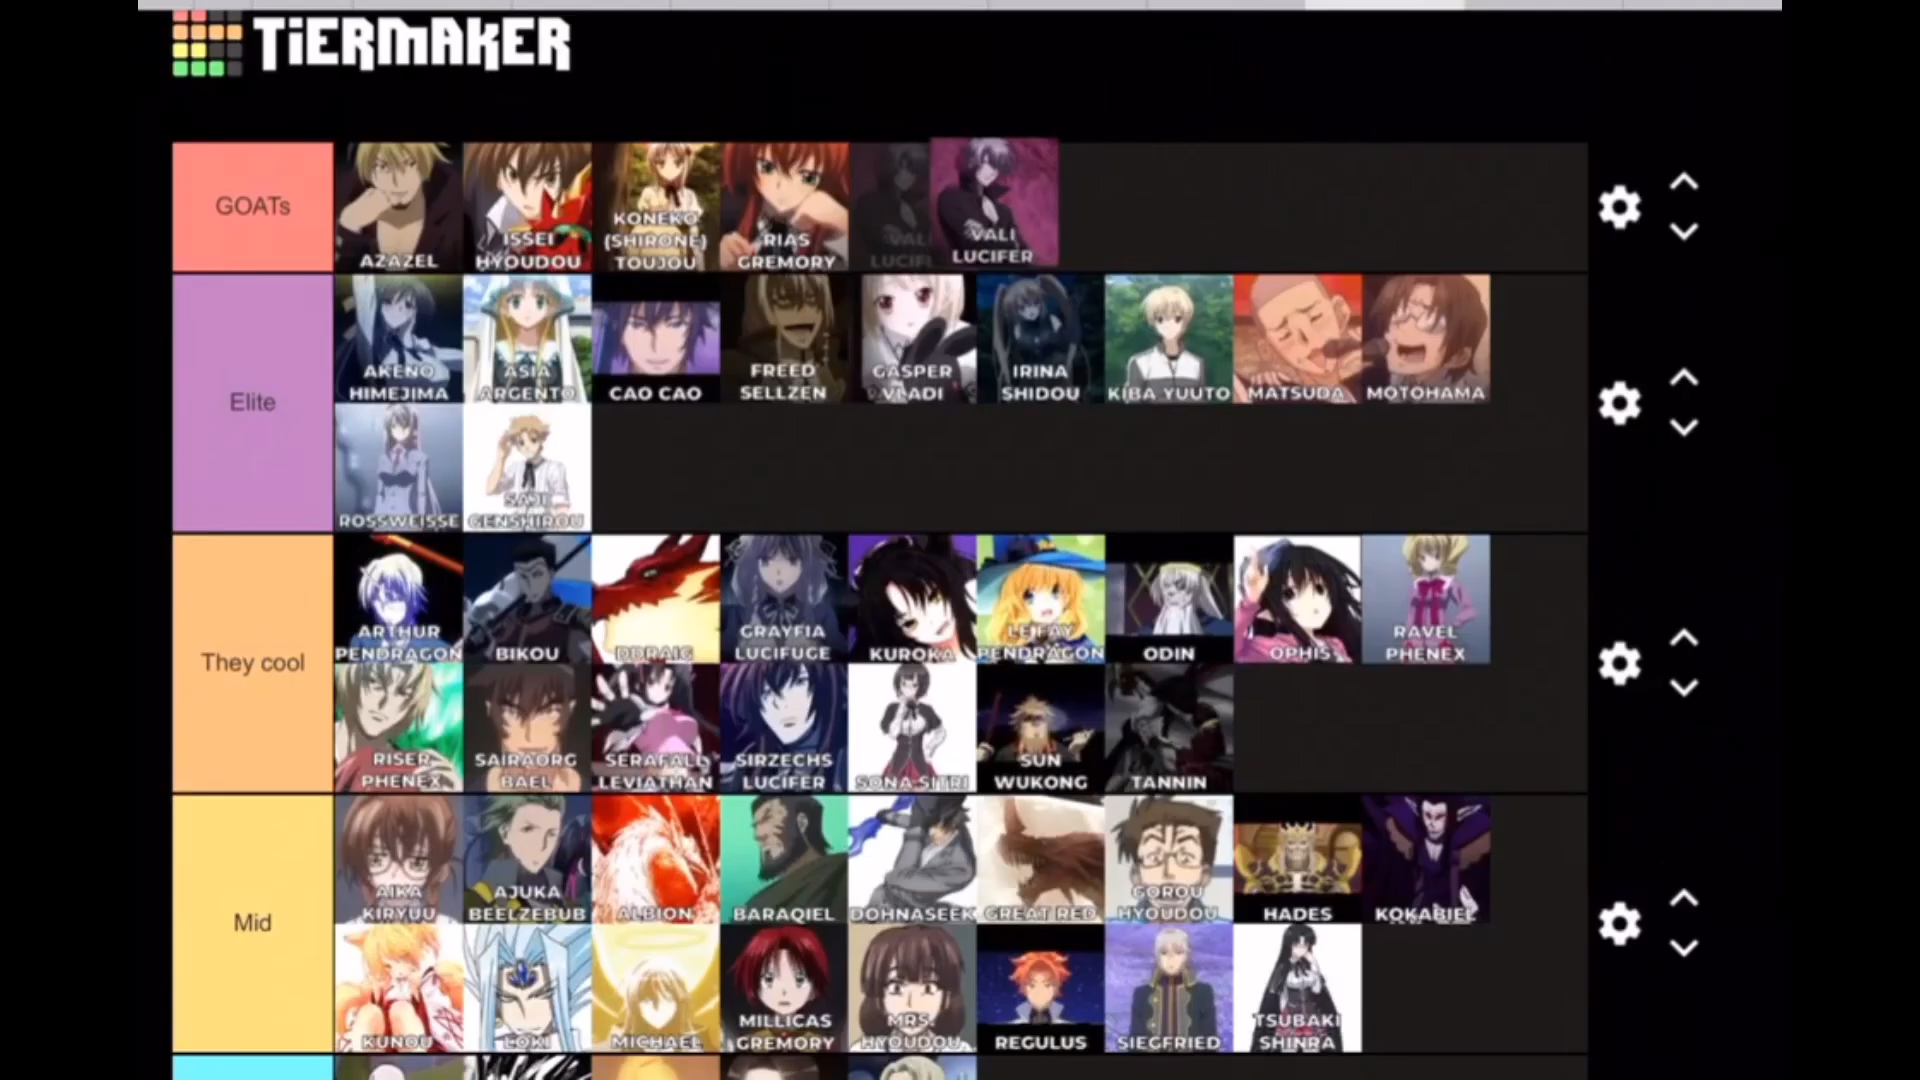 TiERMAKER
GOATs
AZAZEL
ISSEI
HYOUDOU
KONEKO
(SHIRONE)
TOUJOU
RIAS
GREMORY
VALI
LUCIFER
VALI
LUCIFER
Elite
AKENO
HIMEJIMA
ASIA
ARGENTO
CAO CAO
FREED
SELLZEN
GASPER
VLADI
IRINA
SHIDOU
KIBA YUUTO
MATSUDA
MOTOHAMA
ROSSWEISSE
SAJI
GENSHIROU
They cool
ARTHUR
PENDRAGON
BIKOU
DDRAIG
GRAYFIA
LUCIFUGE
KUROKA
LE FAY
PENDRAGON
ODIN
OPHIS
RAVEL
PHENEX
RISER
PHENEX
SAIRAORG
BAEL
SERAFALL
LEVIATHAN
SIRZECHS
LUCIFER
SONA SITRI
SUN
WUKONG
TANNIN
Mid
AIKA
KIRYUU
AJUKA
BEELZEBUB
ALBION
BARAQIEL
DOHNASEEK
GREAT RED
GOROU
HYOUDOU
HADES
KOKABIEL
KUNOU
LOKI
MICHAEL
MILLICAS
GREMORY
MRS.
HYOUDOU
REGULUS
SIEGFRIED
TSUBAKI
SHINRA